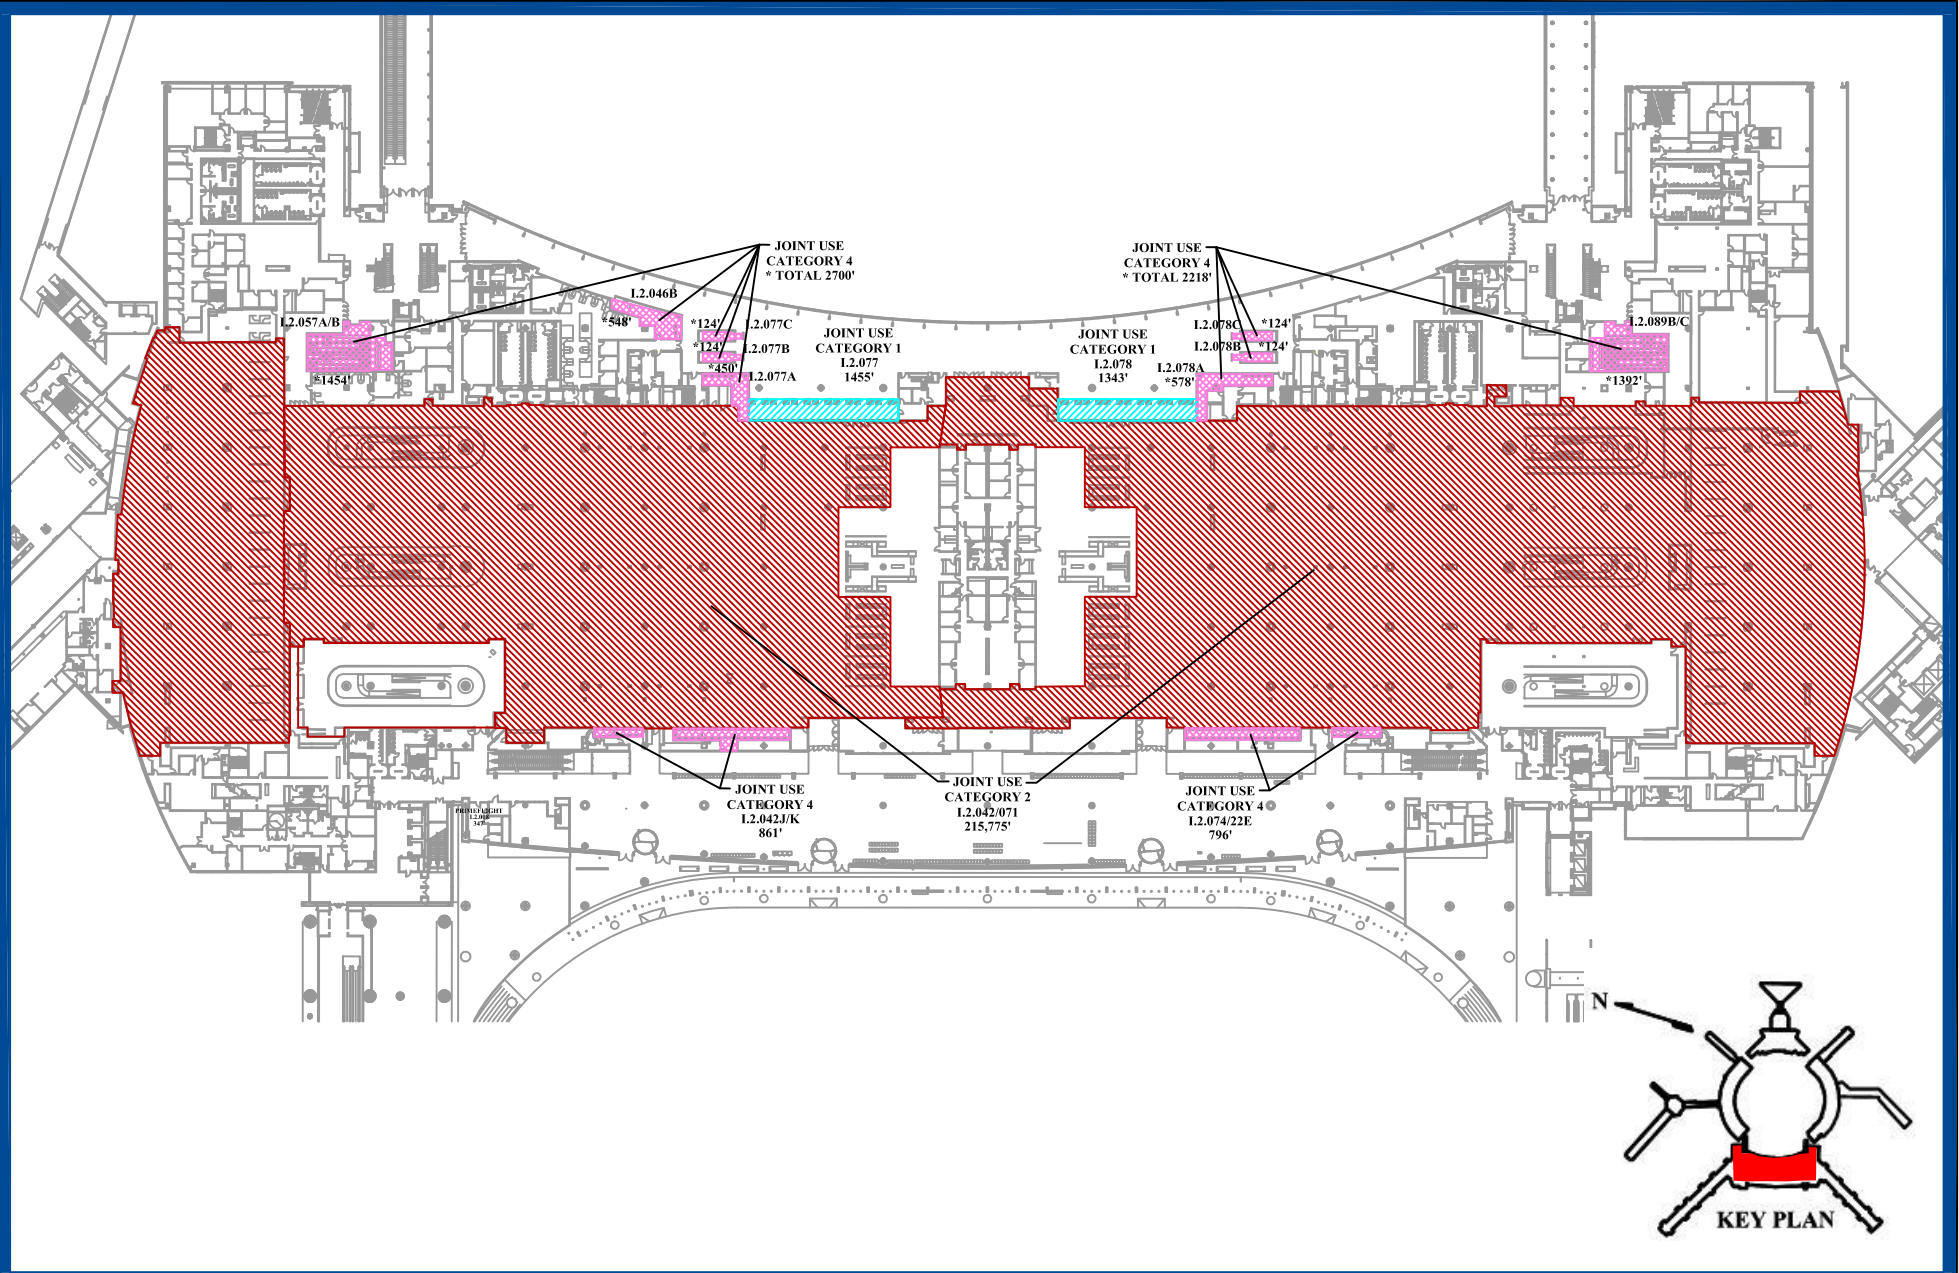 JOINT USE
CATEGORY 4
* TOTAL 2700'
JOINT USE
CATEGORY 4
* TOTAL 2218'
I.2.046B
*548'
I.2.057A/B
*1454'
*124'
I.2.077C
*124'
I.2.077B
*450'
I.2.077A
JOINT USE
CATEGORY 1
I.2.077
1455'
JOINT USE
CATEGORY 1
I.2.078
1343'
I.2.078C
*124'
I.2.078B
*124'
I.2.078A
*578'
I.2.089B/C
*1392'
JOINT USE
CATEGORY 4
I.2.042J/K
861'
JOINT USE
CATEGORY 2
I.2.042/071
215,775'
JOINT USE
CATEGORY 4
I.2.074/22E
796'
PRIMEFLIGHT
I.2.018
347'
N
KEY PLAN